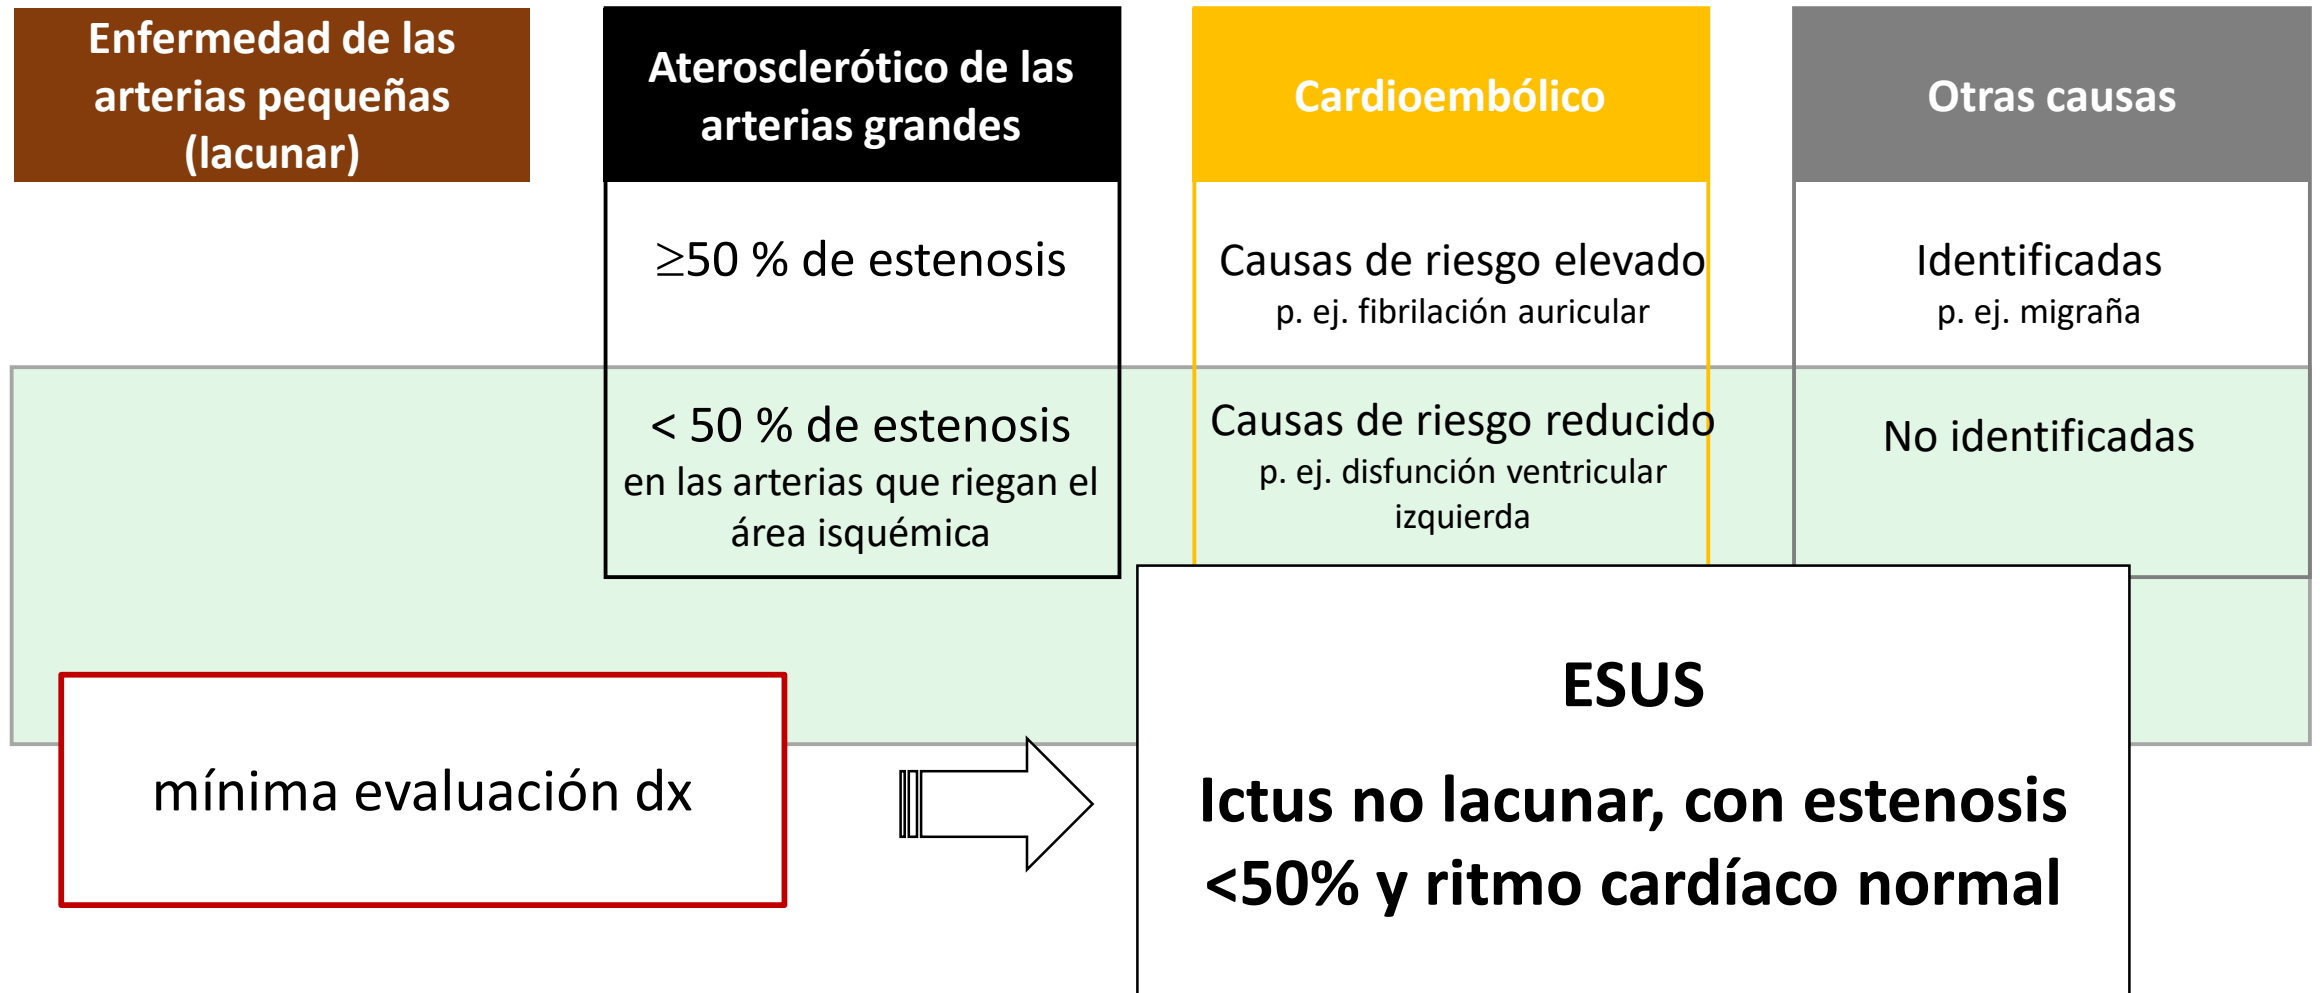 Enfermedad de las
arterias pequeñas
(lacunar)
Aterosclerótico de las
arterias grandes
Cardioembólico
Otras causas
≥50 % de estenosis
Causas de riesgo elevado
p. ej. fibrilación auricular
Identificadas
p. ej. migraña
< 50 % de estenosis
en las arterias que riegan el
área isquémica
Causas de riesgo reducido
p. ej. disfunción ventricular
izquierda
No identificadas
mínima evaluación dx
ESUS
Ictus no lacunar, con estenosis
<50% y ritmo cardíaco normal